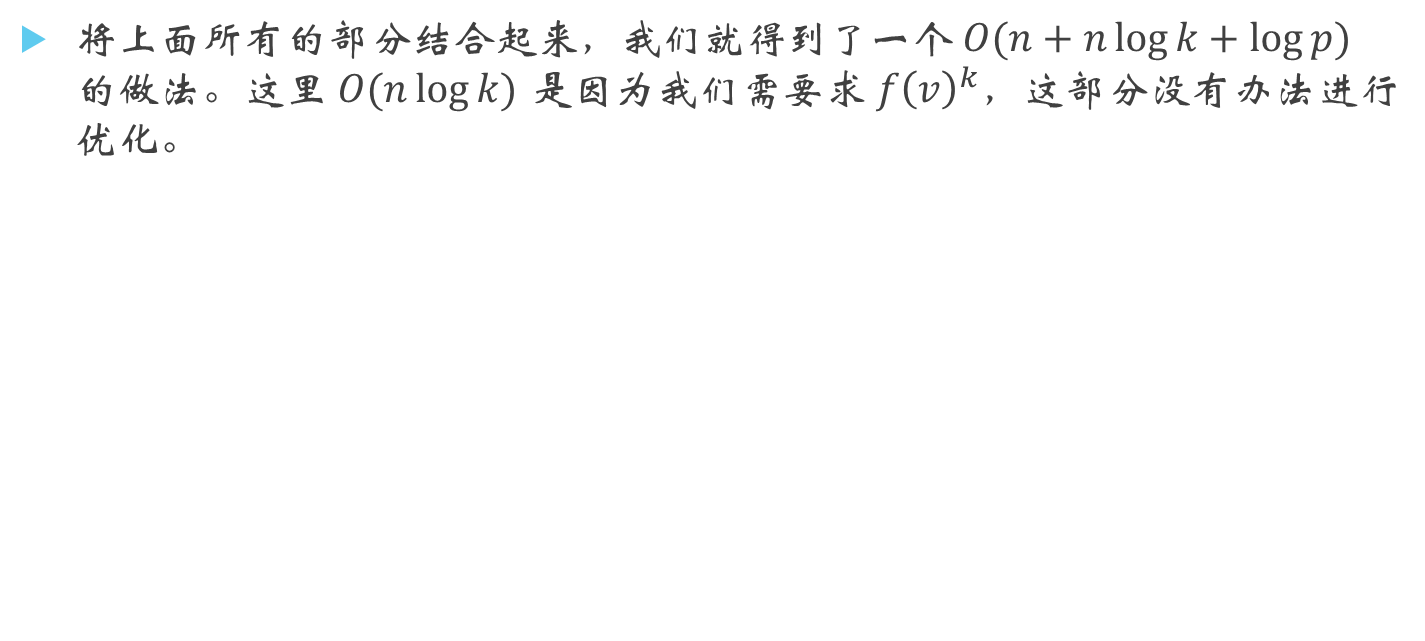 将上面所有的部分结合起来，我们就得到了一个 O(n + n log k + log p)
的做法。这里 O(n log k) 是因为我们需要求 f(v)^k，这部分没有办法进行
优化。